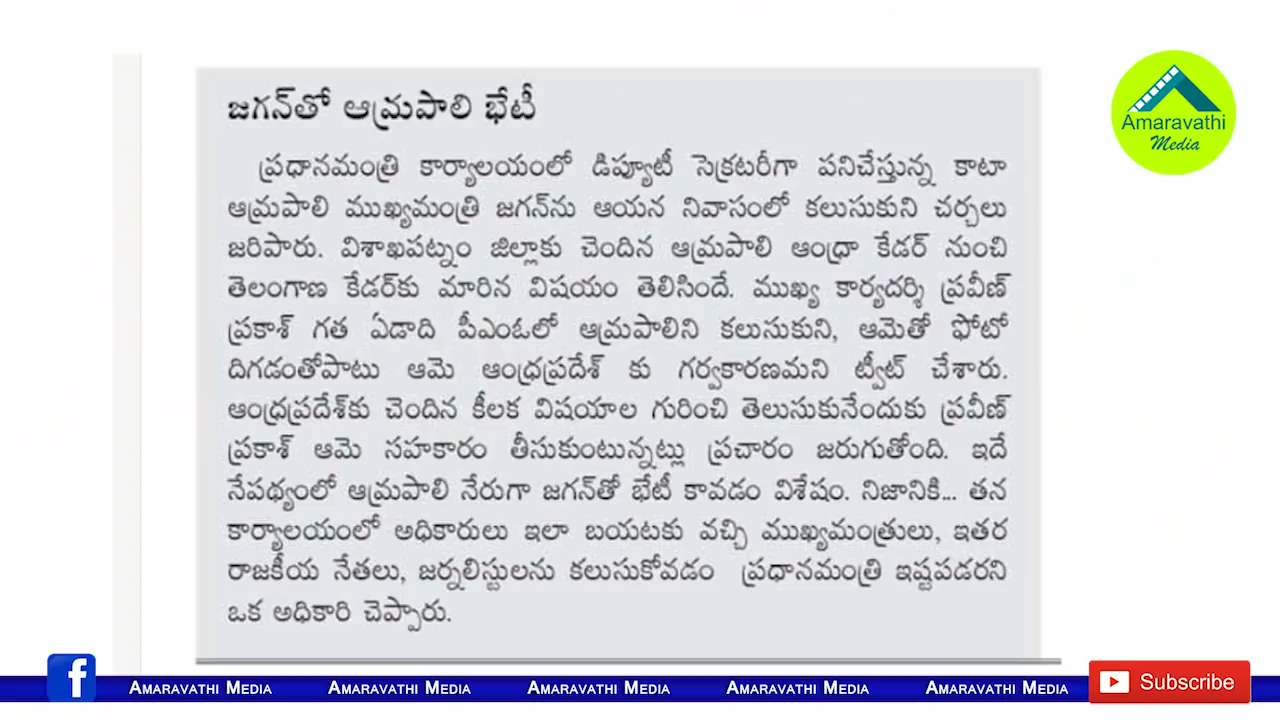 జగన్‌తో ఆమ్రపాలి భేటీ
Amaravathi
Media
ప్రధానమంత్రి కార్యాలయంలో డిప్యూటీ సెక్రటరీగా పనిచేస్తున్న కాటా
ఆమ్రపాలి ముఖ్యమంత్రి జగన్‌ను ఆయన నివాసంలో కలుసుకుని చర్చలు
జరిపారు. విశాఖపట్నం జిల్లాకు చెందిన ఆమ్రపాలి ఆంధ్రా కేడర్ నుంచి
తెలంగాణ కేడర్‌కు మారిన విషయం తెలిసిందే. ముఖ్య కార్యదర్శి ప్రవీణ్
ప్రకాశ్ గత ఏడాది పీఎంఓలో ఆమ్రపాలిని కలుసుకుని, ఆమెతో ఫోటో
దిగడంతోపాటు ఆమె ఆంధ్రప్రదేశ్ కు గర్వకారణమని ట్వీట్ చేశారు.
ఆంధ్రప్రదేశ్‌కు చెందిన కీలక విషయాల గురించి తెలుసుకునేందుకు ప్రవీణ్
ప్రకాశ్ ఆమె సహకారం తీసుకుంటున్నట్లు ప్రచారం జరుగుతోంది. ఇదే
నేపథ్యంలో ఆమ్రపాలి నేరుగా జగన్‌తో భేటీ కావడం విశేషం. నిజానికి... తన
కార్యాలయంలో అధికారులు ఇలా బయటకు వచ్చి ముఖ్యమంత్రులు, ఇతర
రాజకీయ నేతలు, జర్నలిస్టులను కలుసుకోవడం ప్రధానమంత్రి ఇష్టపడరని
ఒక అధికారి చెప్పారు.
f Amaravathi Media Amaravathi Media Amaravathi Media Amaravathi Media Amaravathi Media Subscribe